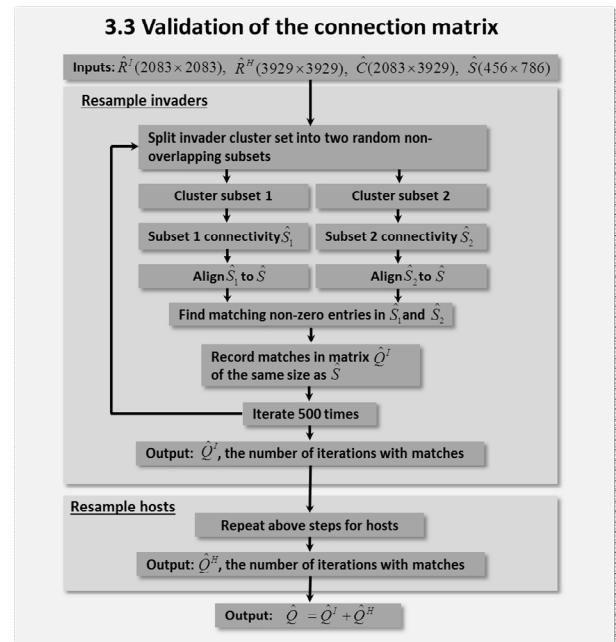 3.3 Validation of the connection matrix
Inputs: R̂^I (2083×2083), R̂^H (3929×3929), Ĉ(2083×3929), Ŝ(456×786)
Resample invaders
Split invader cluster set into two random non-
overlapping subsets
Cluster subset 1
Cluster subset 2
Subset 1 connectivity Ŝ₁
Subset 2 connectivity Ŝ₂
Align Ŝ₁ to Ŝ
Align Ŝ₂ to Ŝ
Find matching non-zero entries in Ŝ₁ and Ŝ₂
Record matches in matrix Q̂^I
of the same size as Ŝ
Iterate 500 times
Output: Q̂^I, the number of iterations with matches
Resample hosts
Repeat above steps for hosts
Output: Q̂^H, the number of iterations with matches
Output: Q̂ = Q̂^I + Q̂^H